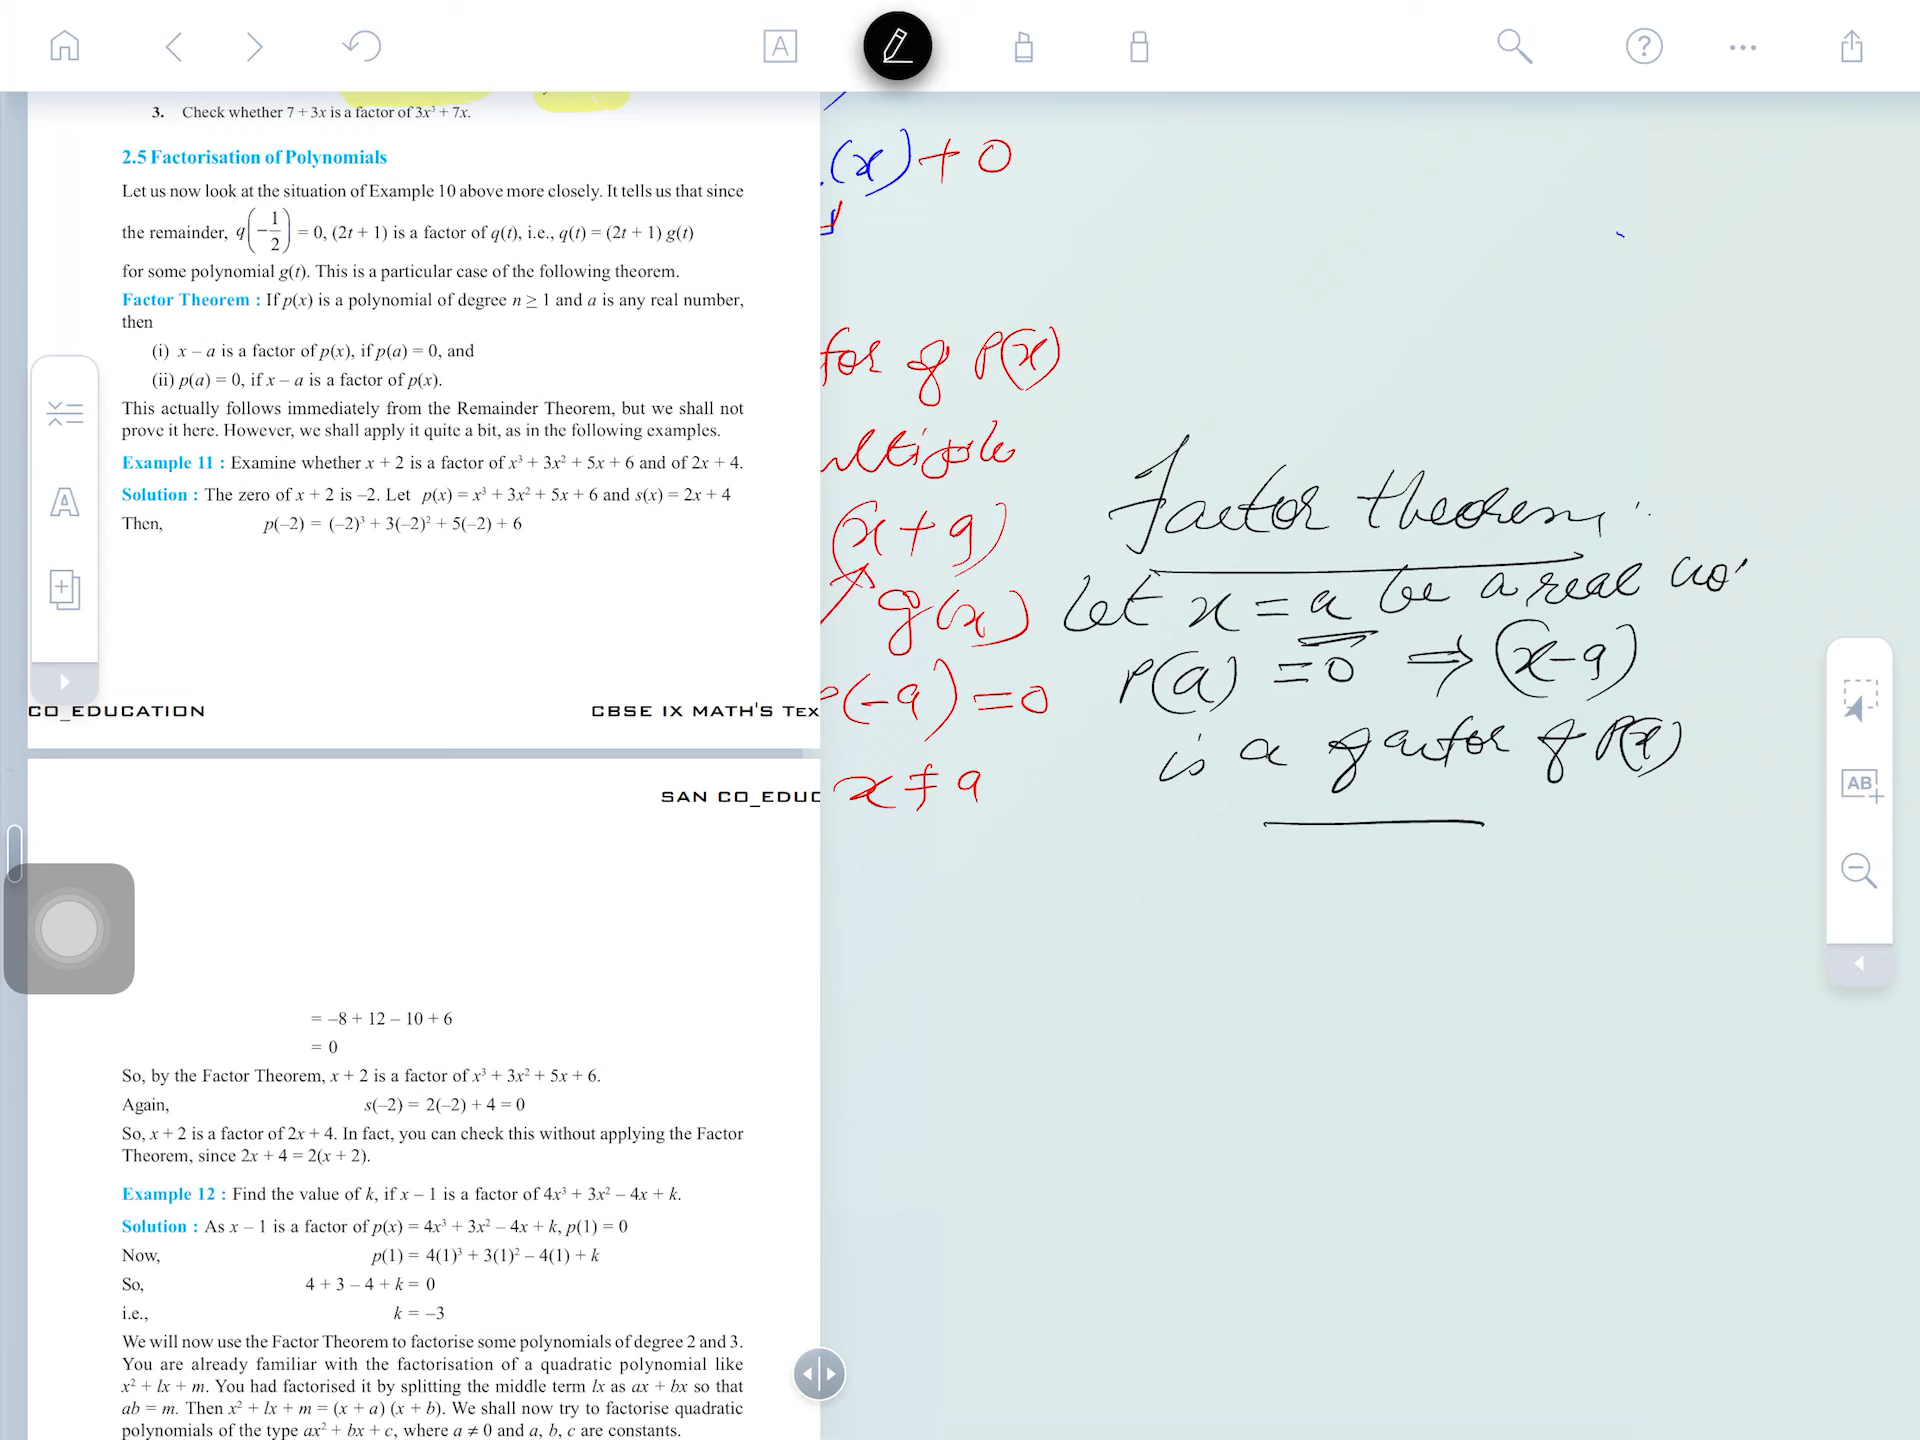 3. Check whether 7 + 3x is a factor of 3x³ + 7x.
2.5 Factorisation of Polynomials
Let us now look at the situation of Example 10 above more closely. It tells us that since
the remainder, q(−1/2) = 0, (2t + 1) is a factor of q(t), i.e., q(t) = (2t + 1) g(t)
for some polynomial g(t). This is a particular case of the following theorem.
Factor Theorem : If p(x) is a polynomial of degree n ≥ 1 and a is any real number,
then
(i) x – a is a factor of p(x), if p(a) = 0, and
(ii) p(a) = 0, if x – a is a factor of p(x).
This actually follows immediately from the Remainder Theorem, but we shall not
prove it here. However, we shall apply it quite a bit, as in the following examples.
Example 11 : Examine whether x + 2 is a factor of x³ + 3x² + 5x + 6 and of 2x + 4.
Solution : The zero of x + 2 is –2. Let p(x) = x³ + 3x² + 5x + 6 and s(x) = 2x + 4
Then, p(–2) = (–2)³ + 3(–2)² + 5(–2) + 6
CO_EDUCATION CBSE IX MATH'S TEX
SAN CO_EDUC
= –8 + 12 – 10 + 6
= 0
So, by the Factor Theorem, x + 2 is a factor of x³ + 3x² + 5x + 6.
Again, s(–2) = 2(–2) + 4 = 0
So, x + 2 is a factor of 2x + 4. In fact, you can check this without applying the Factor
Theorem, since 2x + 4 = 2(x + 2).
Example 12 : Find the value of k, if x – 1 is a factor of 4x³ + 3x² – 4x + k.
Solution : As x – 1 is a factor of p(x) = 4x³ + 3x² – 4x + k, p(1) = 0
Now, p(1) = 4(1)³ + 3(1)² – 4(1) + k
So, 4 + 3 – 4 + k = 0
i.e., k = –3
We will now use the Factor Theorem to factorise some polynomials of degree 2 and 3.
You are already familiar with the factorisation of a quadratic polynomial like
x² + lx + m. You had factorised it by splitting the middle term lx as ax + bx so that
ab = m. Then x² + lx + m = (x + a) (x + b). We shall now try to factorise quadratic
polynomials of the type ax² + bx + c, where a ≠ 0 and a, b, c are constants.
(x) + 0
for of P(x)
ultiple
(x + a)
g(x)
P(-a) = 0
x ≠ a
Factor theorem :
Let x = a be a real no.
P(a) = 0 ⇒ (x-a)
is a factor of P(x)
A
A
AB